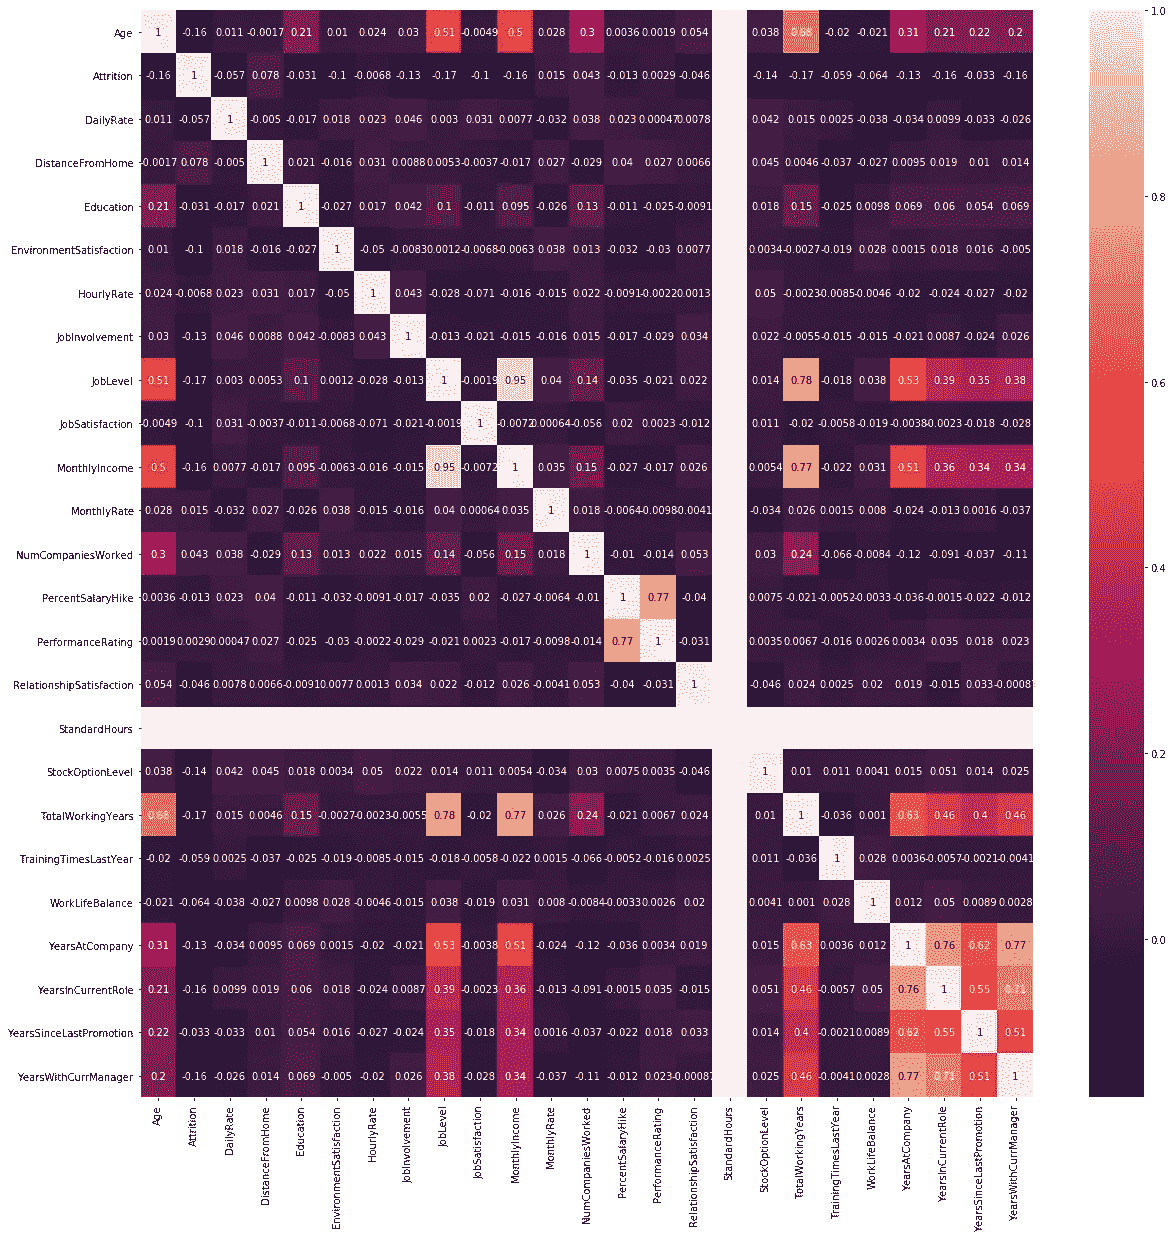 Age 1 -0.16 0.011 -0.0017 0.21 0.01 0.024 0.03 0.51 -0.0049 0.5 0.028 0.3 0.0036 0.0019 0.054 0.038 0.68 -0.02 -0.021 0.31 0.21 0.22 0.2
Attrition -0.16 1 -0.057 0.078 -0.031 -0.1 -0.0068 -0.13 -0.17 -0.1 -0.16 0.015 0.043 -0.013 0.0029 -0.046 -0.14 -0.17 -0.059 -0.064 -0.13 -0.16 -0.033 -0.16
DailyRate 0.011 -0.057 1 -0.005 -0.017 0.018 0.023 0.046 0.003 0.031 0.0077 -0.032 0.038 0.023 0.00047 0.0078 0.042 0.015 0.0025 -0.038 -0.034 0.0099 -0.033 -0.026
DistanceFromHome -0.0017 0.078 -0.005 1 0.021 -0.016 0.031 0.0088 0.0053 -0.0037 -0.017 0.027 -0.029 0.04 0.027 0.0066 0.045 0.0046 -0.037 -0.027 0.0095 0.019 0.01 0.014
Education 0.21 -0.031 -0.017 0.021 1 -0.027 0.017 0.042 0.1 -0.011 0.095 -0.026 0.13 -0.011 -0.025 -0.0091 0.018 0.15 -0.025 0.0098 0.069 0.06 0.054 0.069
EnvironmentSatisfaction 0.01 -0.1 0.018 -0.016 -0.027 1 -0.05 -0.0083 0.0012 -0.0068 -0.0063 0.038 0.013 -0.032 -0.03 0.0077 0.0034 -0.0027 -0.019 0.028 0.0015 0.018 0.016 -0.005
HourlyRate 0.024 -0.0068 0.023 0.031 0.017 -0.05 1 0.043 -0.028 -0.071 -0.016 -0.015 0.022 -0.0091 -0.0022 0.0013 0.05 -0.0023 -0.0085 -0.0046 -0.02 -0.024 -0.027 -0.02
JobInvolvement 0.03 -0.13 0.046 0.0088 0.042 -0.0083 0.043 1 -0.013 -0.021 -0.015 -0.016 0.015 -0.017 -0.029 0.034 0.022 -0.0055 -0.015 -0.015 -0.021 0.0087 -0.024 0.026
JobLevel 0.51 -0.17 0.003 0.0053 0.1 0.0012 -0.028 -0.013 1 -0.0019 0.95 0.04 0.14 -0.035 -0.021 0.022 0.014 0.78 -0.018 0.038 0.53 0.39 0.35 0.38
JobSatisfaction -0.0049 -0.1 0.031 -0.0037 -0.011 -0.0068 -0.071 -0.021 -0.0019 1 -0.0072 0.00064 -0.056 0.02 0.0023 -0.012 0.011 -0.02 -0.0058 -0.019 -0.0038 -0.0023 -0.018 -0.028
MonthlyIncome 0.5 -0.16 0.0077 -0.017 0.095 -0.0063 -0.016 -0.015 0.95 -0.0072 1 0.035 0.15 -0.027 -0.017 0.026 0.0054 0.77 -0.022 0.031 0.51 0.36 0.34 0.34
MonthlyRate 0.028 0.015 -0.032 0.027 -0.026 0.038 -0.015 -0.016 0.04 0.00064 0.035 1 0.018 -0.0064 -0.0098 -0.0041 -0.034 0.026 0.0015 0.008 -0.024 -0.013 0.0016 -0.037
NumCompaniesWorked 0.3 0.043 0.038 -0.029 0.13 0.013 0.022 0.015 0.14 -0.056 0.15 0.018 1 -0.01 -0.014 0.053 0.03 0.24 -0.066 -0.0084 -0.12 -0.091 -0.037 -0.11
PercentSalaryHike 0.0036 -0.013 0.023 0.04 -0.011 -0.032 -0.0091 -0.017 -0.035 0.02 -0.027 -0.0064 -0.01 1 0.77 -0.04 0.0075 -0.021 -0.0052 -0.0033 -0.036 -0.0015 -0.022 -0.012
PerformanceRating 0.0019 0.0029 0.00047 0.027 -0.025 -0.03 -0.0022 -0.029 -0.021 0.0023 -0.017 -0.0098 -0.014 0.77 1 -0.031 0.0035 0.0067 -0.016 0.0026 0.0034 0.035 0.018 0.023
RelationshipSatisfaction 0.054 -0.046 0.0078 0.0066 -0.0091 0.0077 0.0013 0.034 0.022 -0.012 0.026 -0.0041 0.053 -0.04 -0.031 1 -0.046 0.024 0.0025 0.02 0.019 -0.015 0.033 -0.00087
StandardHours
StockOptionLevel 0.038 -0.14 0.042 0.045 0.018 0.0034 0.05 0.022 0.014 0.011 0.0054 -0.034 0.03 0.0075 0.0035 -0.046 1 0.01 0.011 0.0041 0.015 0.051 0.014 0.025
TotalWorkingYears 0.68 -0.17 0.015 0.0046 0.15 -0.0027 -0.0023 -0.0055 0.78 -0.02 0.77 0.026 0.24 -0.021 0.0067 0.024 0.01 1 -0.036 0.001 0.63 0.46 0.4 0.46
TrainingTimesLastYear -0.02 -0.059 0.0025 -0.037 -0.025 -0.019 -0.0085 -0.015 -0.018 -0.0058 -0.022 0.0015 -0.066 -0.0052 -0.016 0.0025 0.011 -0.036 1 0.028 0.0036 -0.0057 -0.0021 -0.0041
WorkLifeBalance -0.021 -0.064 -0.038 -0.027 0.0098 0.028 -0.0046 -0.015 0.038 -0.019 0.031 0.008 -0.0084 -0.0033 0.0026 0.02 0.0041 0.001 0.028 1 0.012 0.05 0.0089 0.0028
YearsAtCompany 0.31 -0.13 -0.034 0.0095 0.069 0.0015 -0.02 -0.021 0.53 -0.0038 0.51 -0.024 -0.12 -0.036 0.0034 0.019 0.015 0.63 0.0036 0.012 1 0.76 0.62 0.77
YearsInCurrentRole 0.21 -0.16 0.0099 0.019 0.06 0.018 -0.024 0.0087 0.39 -0.0023 0.36 -0.013 -0.091 -0.0015 0.035 -0.015 0.051 0.46 -0.0057 0.05 0.76 1 0.55 0.71
YearsSinceLastPromotion 0.22 -0.033 -0.033 0.01 0.054 0.016 -0.027 -0.024 0.35 -0.018 0.34 0.0016 -0.037 -0.022 0.018 0.033 0.014 0.4 -0.0021 0.0089 0.62 0.55 1 0.51
YearsWithCurrManager 0.2 -0.16 -0.026 0.014 0.069 -0.005 -0.02 0.026 0.38 -0.028 0.34 -0.037 -0.11 -0.012 0.023 -0.00087 0.025 0.46 -0.0041 0.0028 0.77 0.71 0.51 1
Age
Attrition
DailyRate
DistanceFromHome
Education
EnvironmentSatisfaction
HourlyRate
JobInvolvement
JobLevel
JobSatisfaction
MonthlyIncome
MonthlyRate
NumCompaniesWorked
PercentSalaryHike
PerformanceRating
RelationshipSatisfaction
StandardHours
StockOptionLevel
TotalWorkingYears
TrainingTimesLastYear
WorkLifeBalance
YearsAtCompany
YearsInCurrentRole
YearsSinceLastPromotion
YearsWithCurrManager
1.0
0.8
0.6
0.4
0.2
0.0